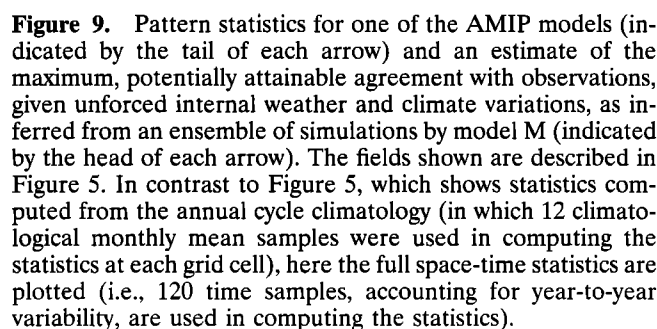 Figure 9. Pattern statistics for one of the AMIP models (in-
dicated by the tail of each arrow) and an estimate of the
maximum, potentially attainable agreement with observations,
given unforced internal weather and climate variations, as in-
ferred from an ensemble of simulations by model M (indicated
by the head of each arrow). The fields shown are described in
Figure 5. In contrast to Figure 5, which shows statistics com-
puted from the annual cycle climatology (in which 12 climato-
logical monthly mean samples were used in computing the
statistics at each grid cell), here the full space-time statistics are
plotted (i.e., 120 time samples, accounting for year-to-year
variability, are used in computing the statistics).